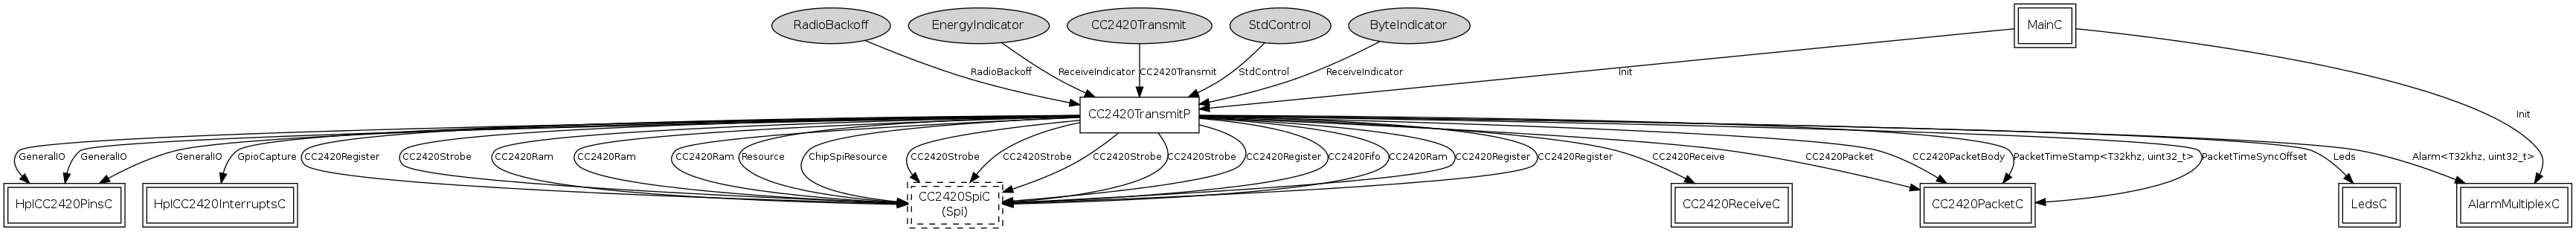 RadioBackoff
EnergyIndicator
CC2420Transmit
StdControl
ByteIndicator
MainC
RadioBackoff
ReceiveIndicator
CC2420Transmit
StdControl
ReceiveIndicator
Init
CC2420TransmitP
Init
GeneralIO
GeneralIO
GeneralIO
GpioCapture
CC2420Register
CC2420Strobe
CC2420Ram
CC2420Ram
CC2420Ram
Resource
ChipSpiResource
CC2420Strobe
CC2420Strobe
CC2420Strobe
CC2420Strobe
CC2420Register
CC2420Fifo
CC2420Ram
CC2420Register
CC2420Register
CC2420Receive
CC2420Packet
CC2420PacketBody
PacketTimeStamp<T32khz, uint32_t>
PacketTimeSyncOffset
Leds
Alarm<T32khz, uint32_t>
HplCC2420PinsC
HplCC2420InterruptsC
CC2420SpiC
(Spi)
CC2420ReceiveC
CC2420PacketC
LedsC
AlarmMultiplexC